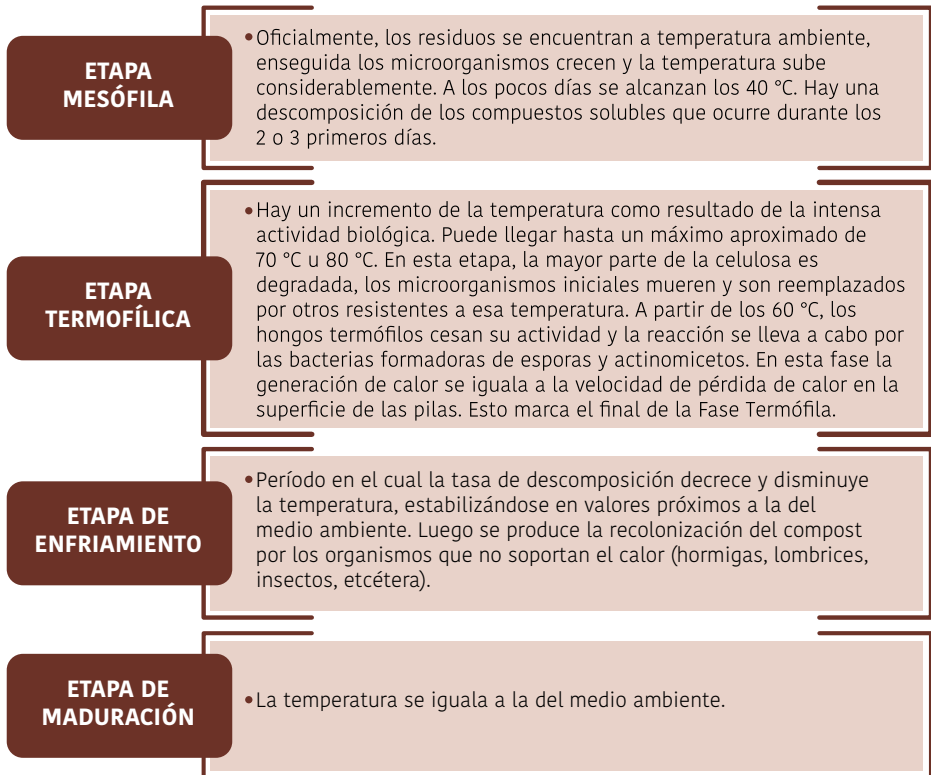 ETAPA
MESÓFILA
•Oficialmente, los residuos se encuentran a temperatura ambiente,
enseguida los microorganismos crecen y la temperatura sube
considerablemente. A los pocos días se alcanzan los 40 °C. Hay una
descomposición de los compuestos solubles que ocurre durante los
2 o 3 primeros días.
ETAPA
TERMOFÍLICA
•Hay un incremento de la temperatura como resultado de la intensa
actividad biológica. Puede llegar hasta un máximo aproximado de
70 °C u 80 °C. En esta etapa, la mayor parte de la celulosa es
degradada, los microorganismos iniciales mueren y son reemplazados
por otros resistentes a esa temperatura. A partir de los 60 °C, los
hongos termófilos cesan su actividad y la reacción se lleva a cabo por
las bacterias formadoras de esporas y actinomicetos. En esta fase la
generación de calor se iguala a la velocidad de pérdida de calor en la
superficie de las pilas. Esto marca el final de la Fase Termófila.
ETAPA DE
ENFRIAMIENTO
•Período en el cual la tasa de descomposición decrece y disminuye
la temperatura, estabilizándose en valores próximos a la del
medio ambiente. Luego se produce la recolonización del compost
por los organismos que no soportan el calor (hormigas, lombrices,
insectos, etcétera).
ETAPA DE
MADURACIÓN
•La temperatura se iguala a la del medio ambiente.